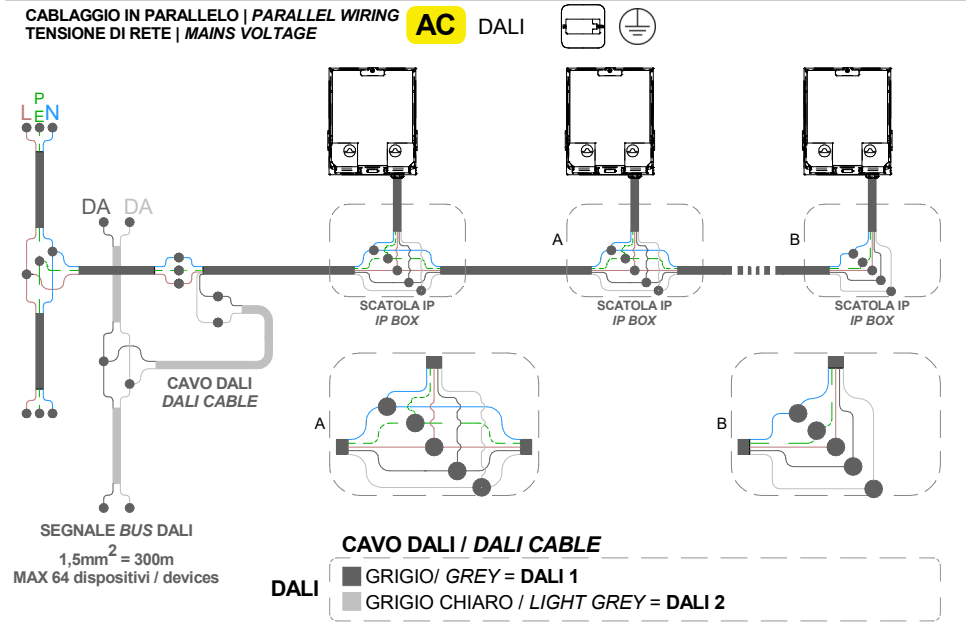 CABLAGGIO IN PARALLELO | PARALLEL WIRING
TENSIONE DI RETE | MAINS VOLTAGE
AC DALI
L PE N
DA DA
A
B
SCATOLA IP
IP BOX
SCATOLA IP
IP BOX
SCATOLA IP
IP BOX
CAVO DALI
DALI CABLE
A
B
SEGNALE BUS DALI
1,5mm² = 300m
MAX 64 dispositivi / devices
CAVO DALI / DALI CABLE
DALI
GRIGIO/ GREY = DALI 1
GRIGIO CHIARO / LIGHT GREY = DALI 2